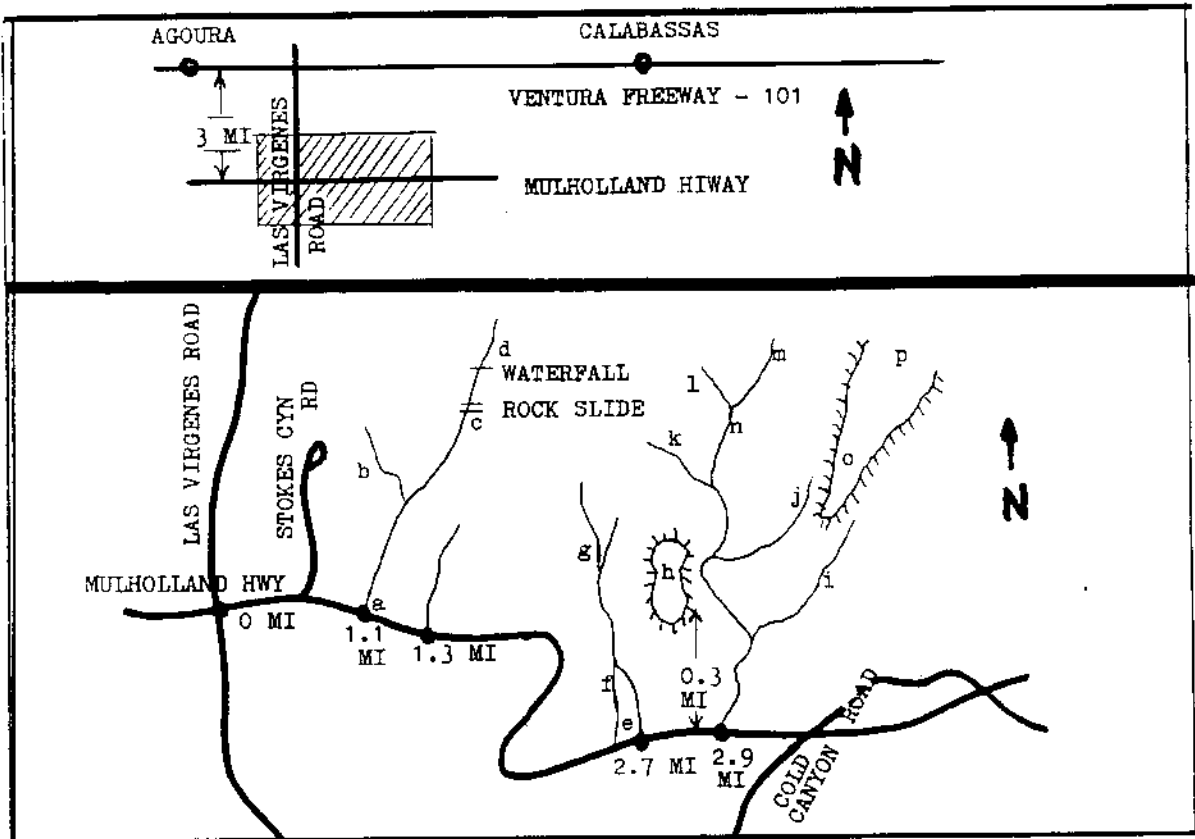 AGOURA
CALABASSAS
VENTURA FREEWAY - 101
3 MI
N
MULHOLLAND HIWAY
LAS VIRGENES
ROAD
LAS VIRGENES ROAD
STOKES CYN
RD
d
WATERFALL
ROCK SLIDE
c
b
m
l
n
k
p
o
j
N
g
h
i
MULHOLLAND HWY
a
0 MI
1.1
MI
1.3 MI
f
0.3
MI
e
2.7 MI
2.9
MI
COLD
CANYON
ROAD